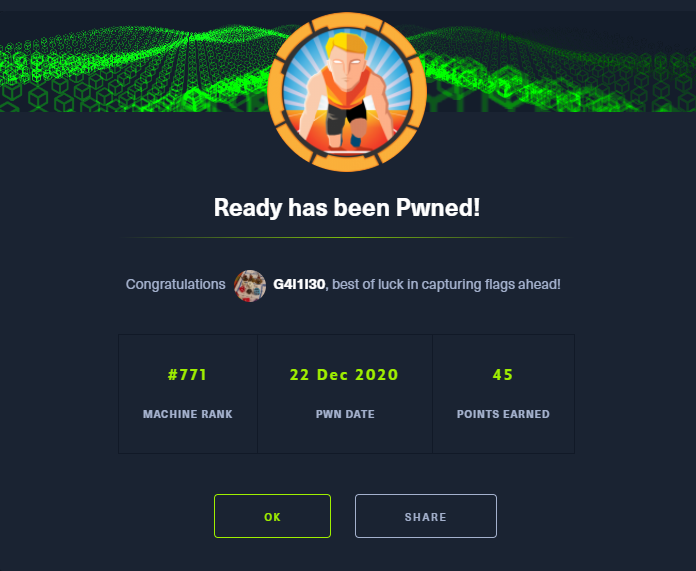 Ready has been Pwned!
Congratulations G4l1l30, best of luck in capturing flags ahead!
#771 22 Dec 2020 45
MACHINE RANK PWN DATE POINTS EARNED
OK SHARE